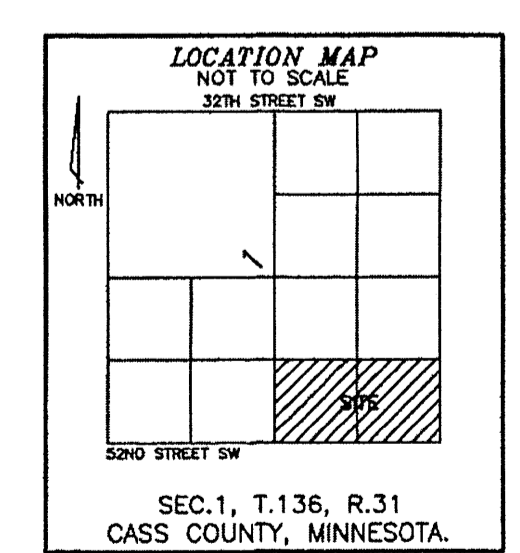 LOCATION MAP
NOT TO SCALE
32TH STREET SW
NORTH
1
SITE
52ND STREET SW
SEC.1, T.136, R.31
CASS COUNTY, MINNESOTA.